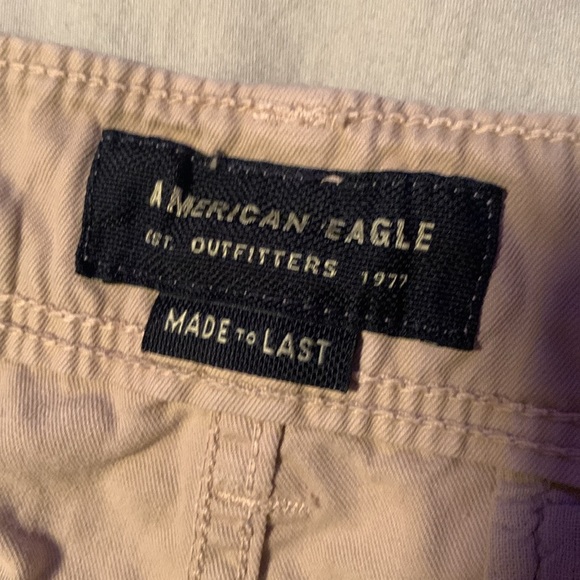 AMERICAN EAGLE
EST. OUTFITTERS 1977
MADE TO LAST